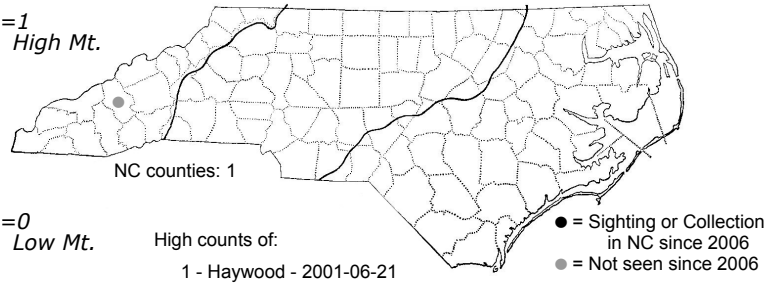 =1
High Mt.
NC counties: 1
=0
Low Mt.
High counts of:
1 - Haywood - 2001-06-21
● = Sighting or Collection
in NC since 2006
● = Not seen since 2006